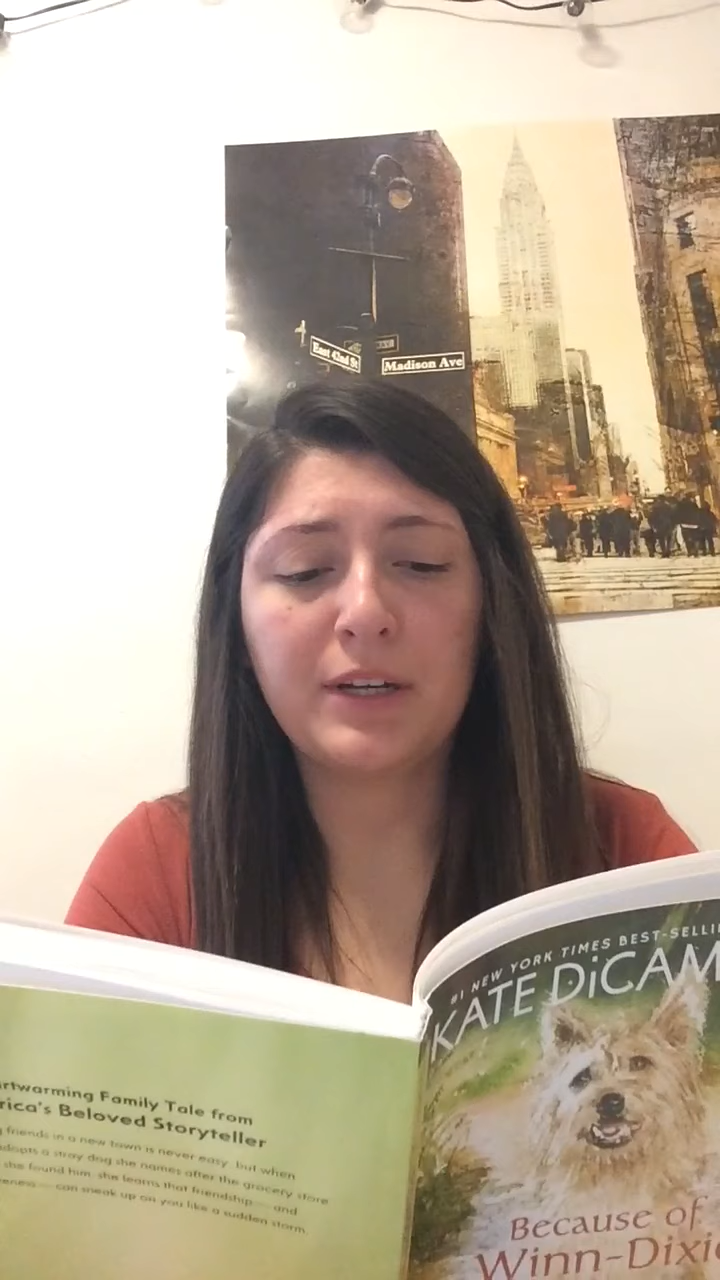 East 42nd St
Madison Ave
#1 NEW YORK TIMES BEST-SELLI
KATE DiCAM
Because of
Winn-Dixie
rtwarming Family Tale from
rica's Beloved Storyteller
friends in a new town is never easy, but when
adopts a stray dog she names after the grocery store
she found him, she learns that friendship—and
eness—can sneak up on you like a sudden storm.